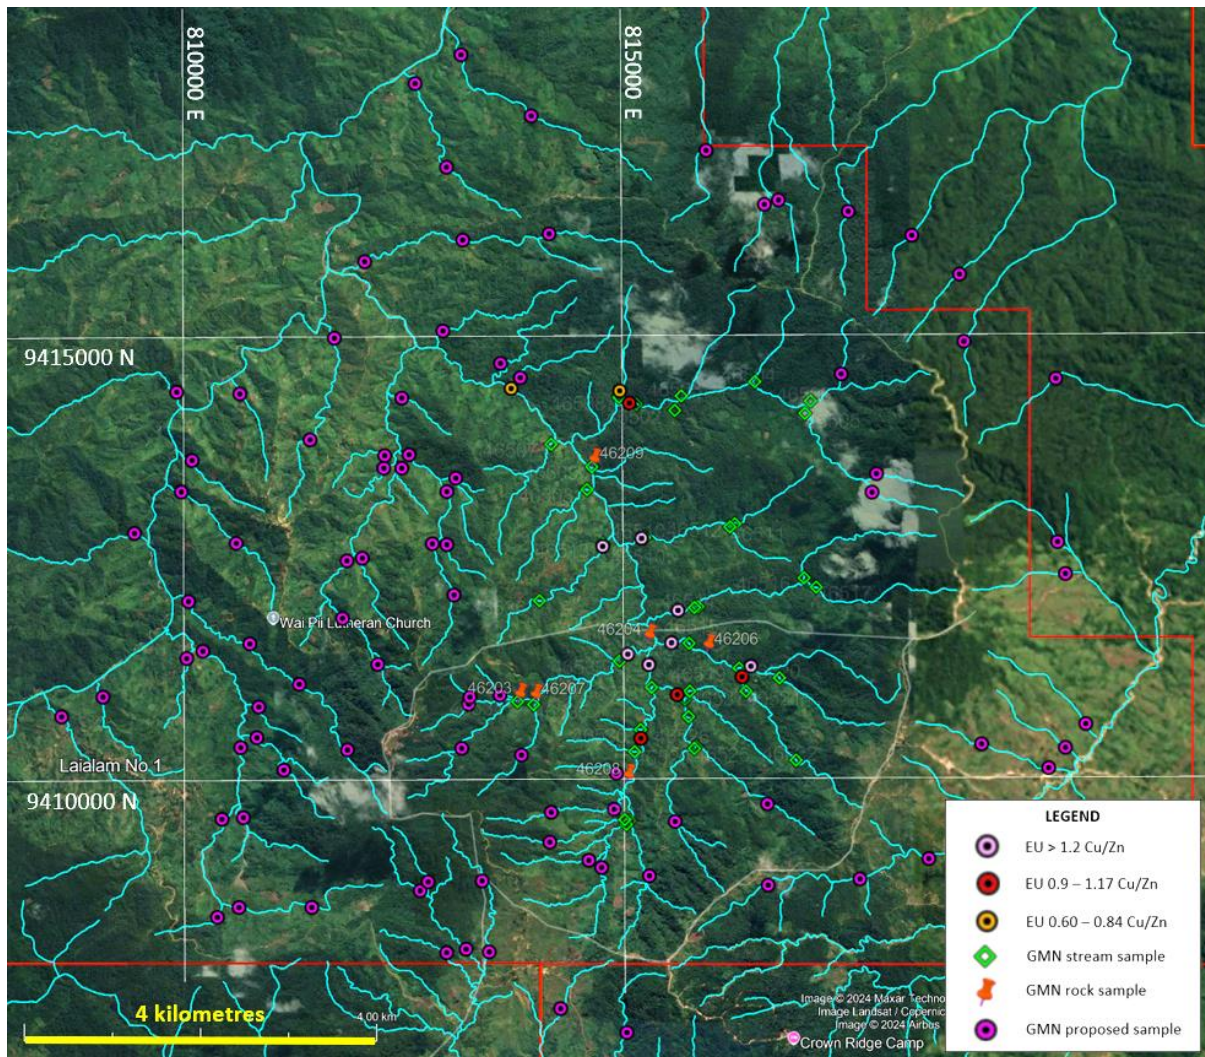 810000 E
815000 E
9415000 N
46209
Wai Pii Lutheran Church
46204
46206
46203
46207
46208
Laialam No 1
9410000 N
LEGEND
EU > 1.2 Cu/Zn
EU 0.9 – 1.17 Cu/Zn
EU 0.60 – 0.84 Cu/Zn
GMN stream sample
GMN rock sample
GMN proposed sample
4 kilometres
4.00 km
Image © 2024 Maxar Techno
Image Landsat / Copernic
Image © 2024 Airbus
Crown Ridge Camp